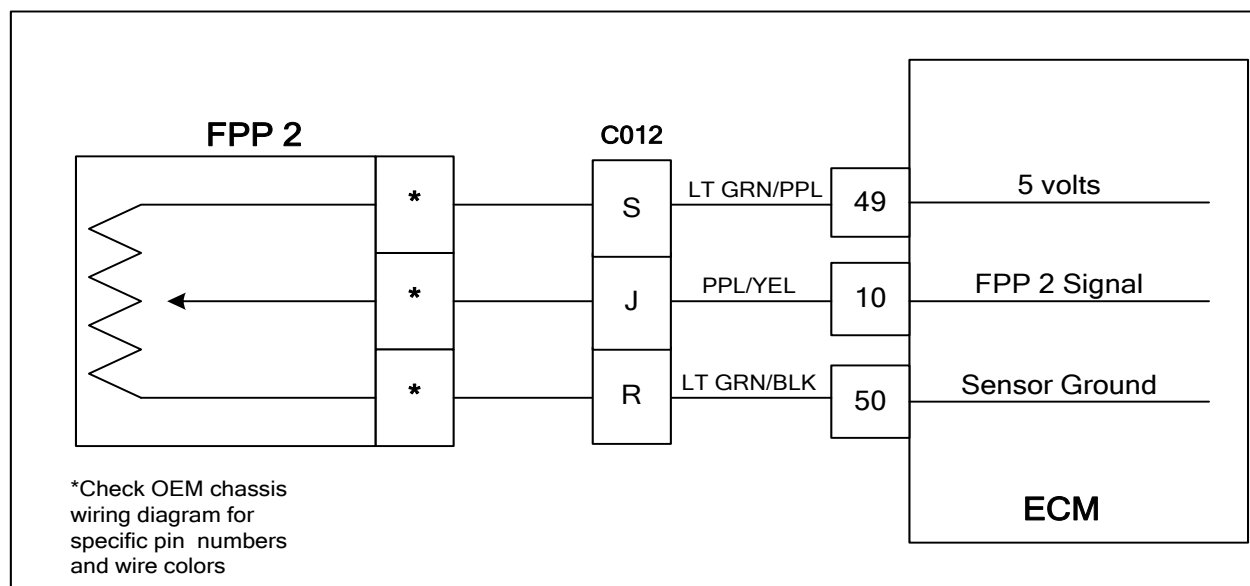 FPP 2
C012
*
S
LT GRN/PPL
49
5 volts
*
J
PPL/YEL
10
FPP 2 Signal
*
R
LT GRN/BLK
50
Sensor Ground
ECM
*Check OEM chassis
wiring diagram for
specific pin numbers
and wire colors